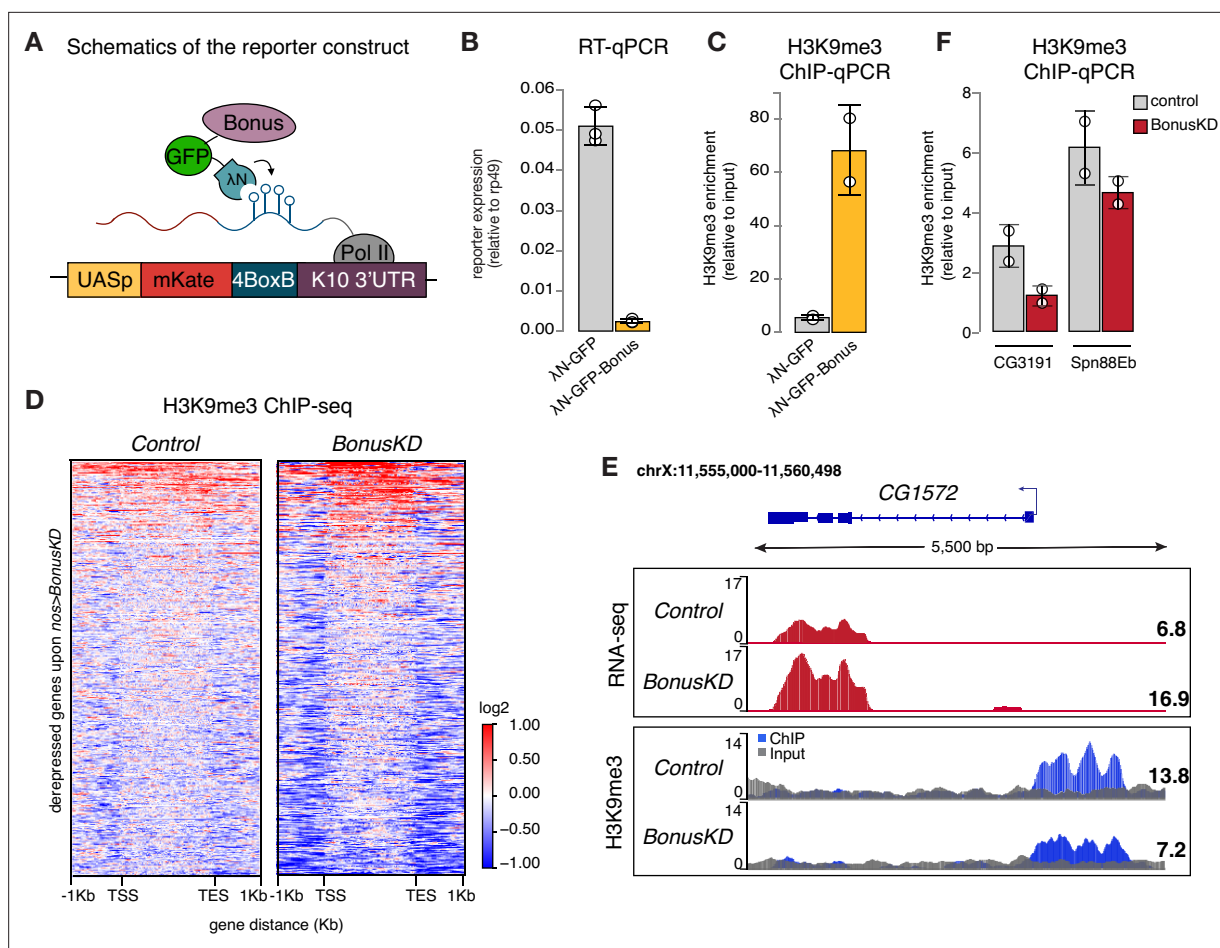 A
Schematics of the reporter construct
Bonus
GFP
λN
Pol II
UASp
mKate
4BoxB
K10 3'UTR
B
RT-qPCR
reporter expression
(relative to rp49)
0.06
0.05
0.04
0.03
0.02
0.01
0.00
λN-GFP
λN-GFP-Bonus
C
H3K9me3
ChIP-qPCR
H3K9me3 enrichment
(relative to input)
80
60
40
20
0
λN-GFP
λN-GFP-Bonus
F
H3K9me3
ChIP-qPCR
control
BonusKD
H3K9me3 enrichment
(relative to input)
8
6
4
2
0
CG3191
Spn88Eb
D
H3K9me3 ChIP-seq
Control
BonusKD
derepressed genes upon nos>BonusKD
log2
1.00
0.50
0.00
−0.50
−1.00
-1Kb
TSS
TES
1Kb
-1Kb
TSS
TES
1Kb
gene distance (Kb)
E
chrX:11,555,000-11,560,498
CG1572
5,500 bp
RNA-seq
Control
17
0
6.8
BonusKD
17
0
16.9
H3K9me3
ChIP
Input
Control
14
0
13.8
BonusKD
14
0
7.2